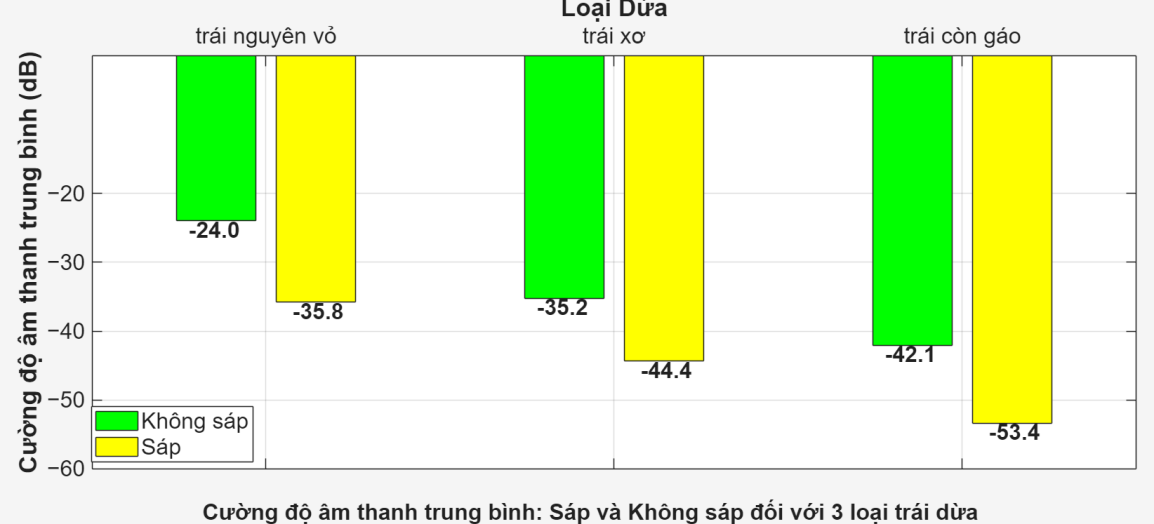 Loại Dừa
trái nguyên vỏ trái xơ trái còn gáo
Cường độ âm thanh trung bình (dB)
−20
−30
−40
−50
−60
-24.0
-35.8
-35.2
-44.4
-42.1
-53.4
Không sáp
Sáp
Cường độ âm thanh trung bình: Sáp và Không sáp đối với 3 loại trái dừa